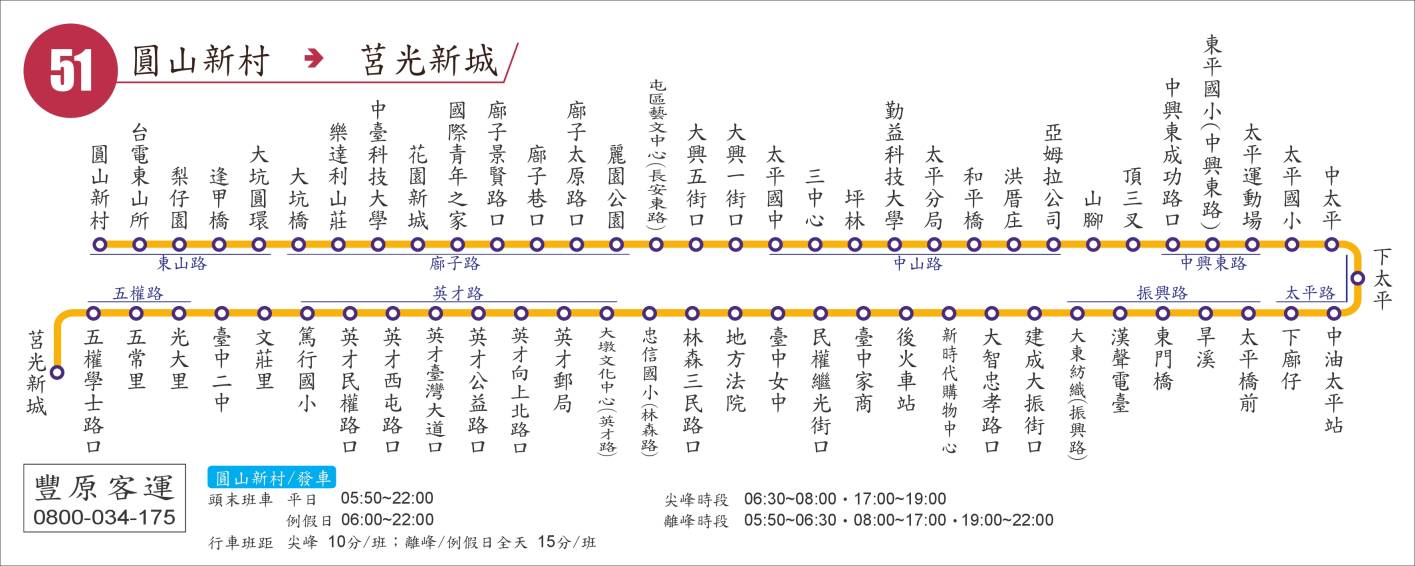 51
圓山新村 ➔ 莒光新城
圓山新村
台電東山所
梨仔園
逢甲橋
大坑圓環
大坑橋
樂達利山莊
中臺科技大學
花園新城
國際青年之家
廍子景賢路口
廍子巷口
廍子太原路口
麗園公園
屯區藝文中心(長安東路)
大興五街口
大興一街口
太平國中
三中心
坪林
勤益科技大學
太平分局
和平橋
洪厝庄
亞姆拉公司
山腳
頂三叉
中興東成功路口
東平國小(中興東路)
太平運動場
太平國小
中太平
下太平
東山路
廍子路
中山路
中興東路
五權路
英才路
振興路
太平路
莒光新城
五權學士路口
五常里
光大里
臺中二中
文莊里
篤行國小
英才民權路口
英才西屯路口
英才臺灣大道口
英才公益路口
英才向上北路口
英才郵局
大墩文化中心(英才路)
忠信國小(林森路)
林森三民路口
地方法院
臺中女中
民權繼光街口
臺中家商
後火車站
新時代購物中心
大智忠孝路口
建成大振街口
大東紡織(振興路)
漢聲電臺
東門橋
旱溪
太平橋前
下廍仔
中油太平站
豐原客運
0800-034-175
圓山新村/發車
頭末班車 平日 05:50~22:00
例假日 06:00~22:00
行車班距 尖峰 10分/班；離峰/例假日全天 15分/班
尖峰時段 06:30~08:00・17:00~19:00
離峰時段 05:50~06:30・08:00~17:00・19:00~22:00